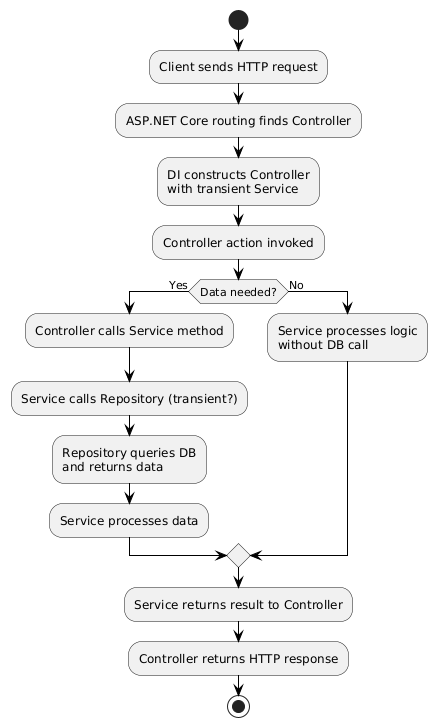 Client sends HTTP request
ASP.NET Core routing finds Controller
DI constructs Controller
with transient Service
Controller action invoked
Data needed?
Yes
No
Controller calls Service method
Service calls Repository (transient?)
Repository queries DB
and returns data
Service processes data
Service processes logic
without DB call
Service returns result to Controller
Controller returns HTTP response